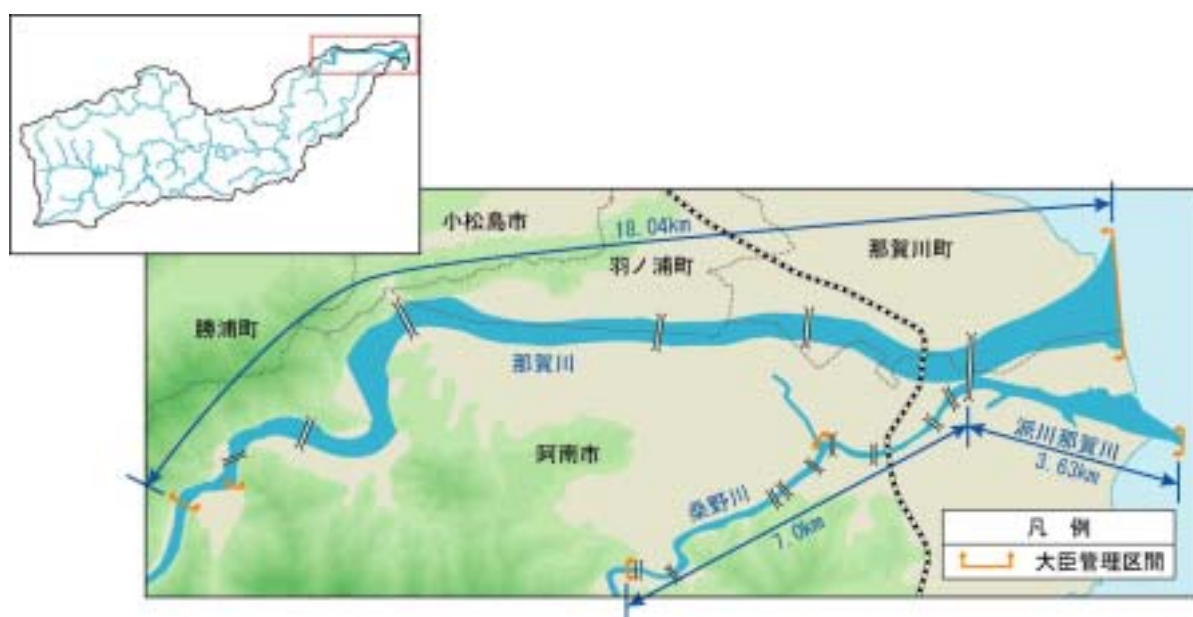 小松島市
18.04km
那賀川町
羽ノ浦町
勝浦町
那賀川
阿南市
派川那賀川
3.63km
桑野川
7.0km
凡 例
大臣管理区間